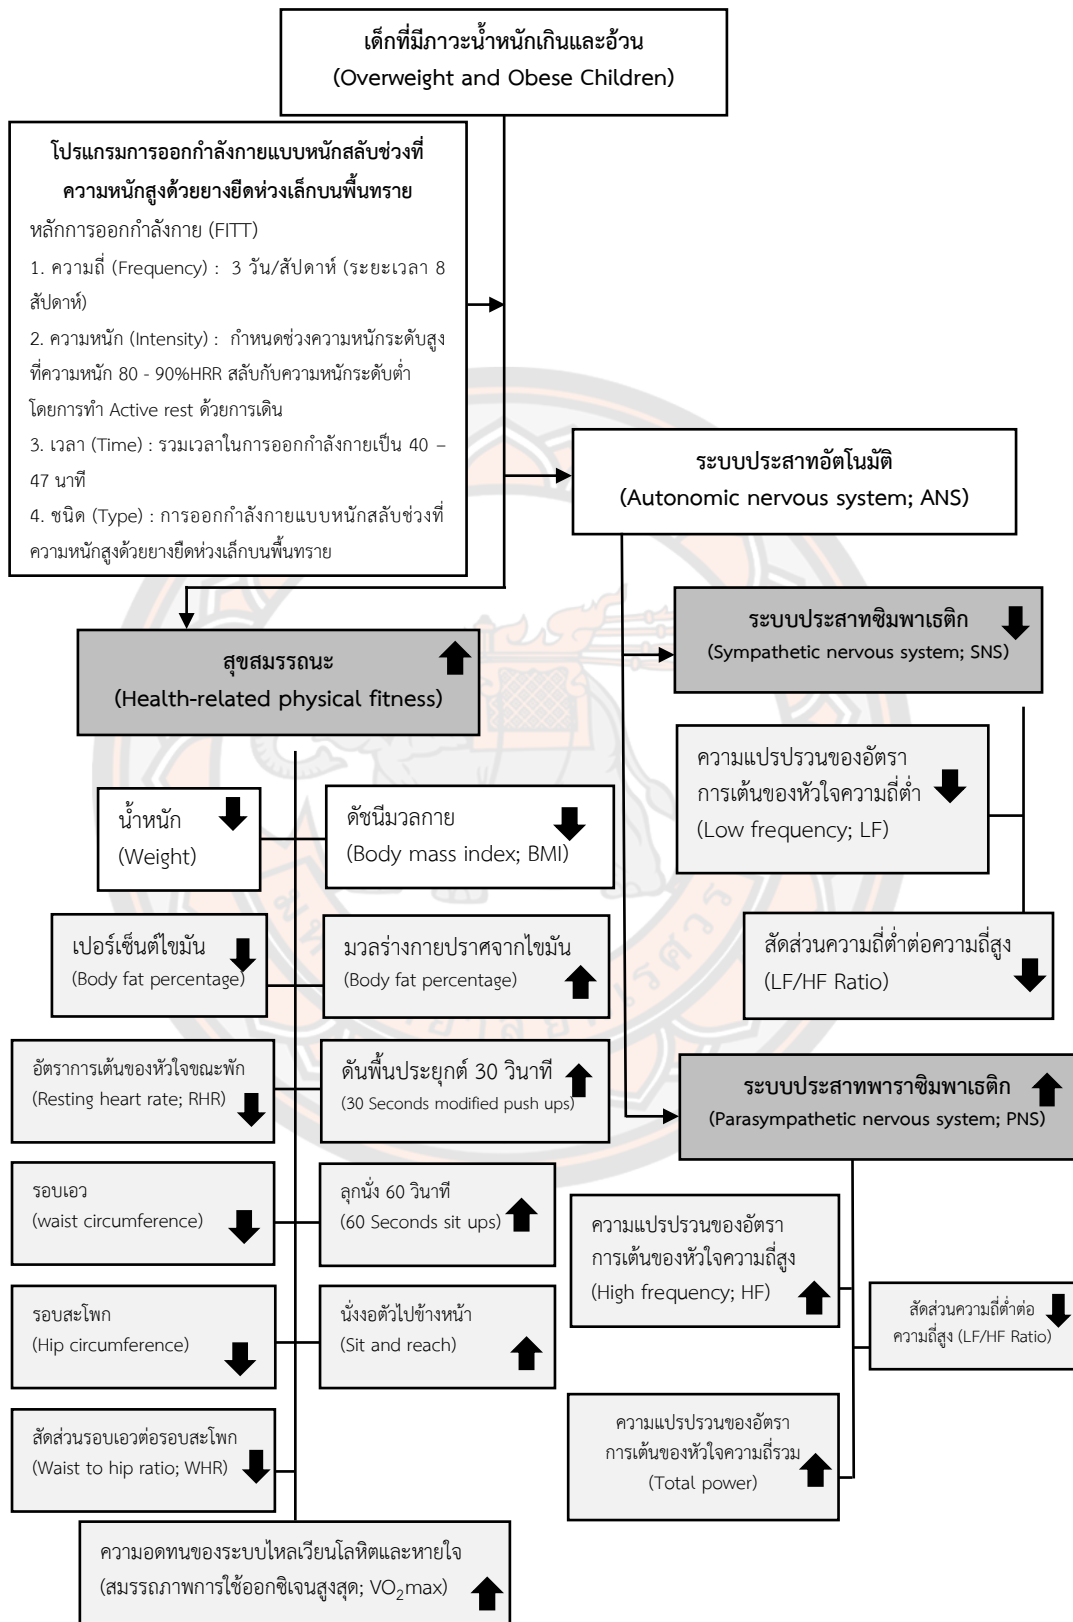 เด็กที่มีภาวะน้ำหนักเกินและอ้วน
(Overweight and Obese Children)
โปรแกรมการออกกำลังกายแบบหนักสลับช่วงที่
ความหนักสูงด้วยยางยืดห่วงเล็กบนพื้นทราย
หลักการออกกำลังกาย (FITT)
1. ความถี่ (Frequency) : 3 วัน/สัปดาห์ (ระยะเวลา 8
สัปดาห์)
2. ความหนัก (Intensity) : กำหนดช่วงความหนักระดับสูง
ที่ความหนัก 80 - 90%HRR สลับกับความหนักระดับต่ำ
โดยการทำ Active rest ด้วยการเดิน
3. เวลา (Time) : รวมเวลาในการออกกำลังกายเป็น 40 –
47 นาที
4. ชนิด (Type) : การออกกำลังกายแบบหนักสลับช่วงที่
ความหนักสูงด้วยยางยืดห่วงเล็กบนพื้นทราย
ระบบประสาทอัตโนมัติ
(Autonomic nervous system; ANS)
สุขสมรรถนะ
(Health-related physical fitness)
ระบบประสาทซิมพาเธติก
(Sympathetic nervous system; SNS)
ความแปรปรวนของอัตรา
การเต้นของหัวใจความถี่ต่ำ
(Low frequency; LF)
น้ำหนัก
(Weight)
ดัชนีมวลกาย
(Body mass index; BMI)
เปอร์เซ็นต์ไขมัน
(Body fat percentage)
มวลร่างกายปราศจากไขมัน
(Body fat percentage)
สัดส่วนความถี่ต่ำต่อความถี่สูง
(LF/HF Ratio)
อัตราการเต้นของหัวใจขณะพัก
(Resting heart rate; RHR)
ดันพื้นประยุกต์ 30 วินาที
(30 Seconds modified push ups)
ระบบประสาทพาราซิมพาเธติก
(Parasympathetic nervous system; PNS)
รอบเอว
(waist circumference)
ลุกนั่ง 60 วินาที
(60 Seconds sit ups)
ความแปรปรวนของอัตรา
การเต้นของหัวใจความถี่สูง
(High frequency; HF)
รอบสะโพก
(Hip circumference)
นั่งงอตัวไปข้างหน้า
(Sit and reach)
สัดส่วนความถี่ต่ำต่อ
ความถี่สูง (LF/HF Ratio)
สัดส่วนรอบเอวต่อรอบสะโพก
(Waist to hip ratio; WHR)
ความแปรปรวนของอัตรา
การเต้นของหัวใจความถี่รวม
(Total power)
ความอดทนของระบบไหลเวียนโลหิตและหายใจ
(สมรรถภาพการใช้ออกซิเจนสูงสุด; VO₂max)